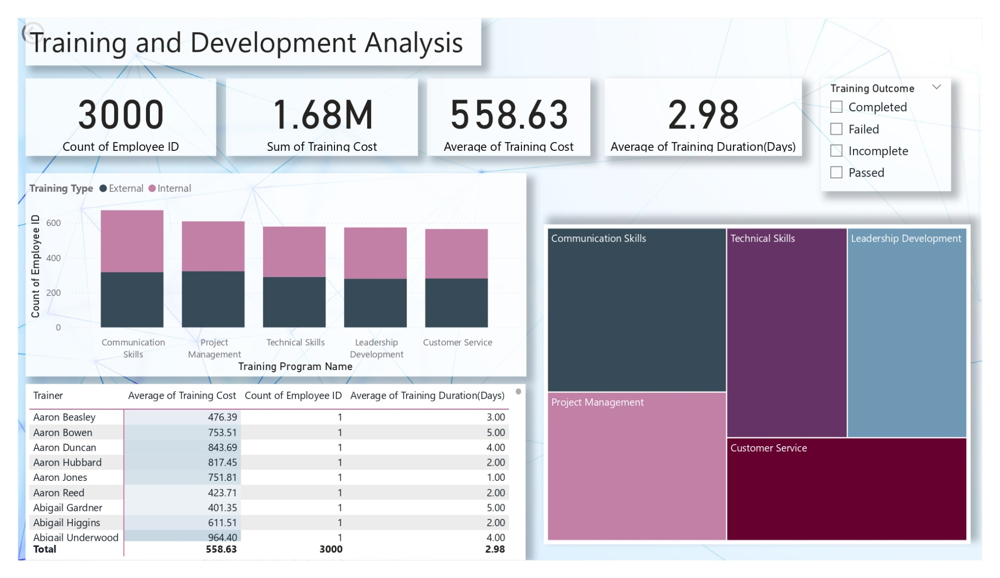 Training and Development Analysis
3000
Count of Employee ID
1.68M
Sum of Training Cost
558.63
Average of Training Cost
2.98
Average of Training Duration(Days)
Training Outcome
Completed
Failed
Incomplete
Passed
Training Type External Internal
Count of Employee ID
600
400
200
0
Communication Skills
Project Management
Technical Skills
Leadership Development
Customer Service
Training Program Name
Trainer Average of Training Cost Count of Employee ID Average of Training Duration(Days)
Aaron Beasley 476.39 1 3.00
Aaron Bowen 753.51 1 5.00
Aaron Duncan 843.69 1 4.00
Aaron Hubbard 817.45 1 2.00
Aaron Jones 751.81 1 1.00
Aaron Reed 423.71 1 2.00
Abigail Gardner 401.35 1 5.00
Abigail Higgins 611.51 1 2.00
Abigail Underwood 964.40 1 4.00
Total 558.63 3000 2.98
Communication Skills
Technical Skills
Leadership Development
Project Management
Customer Service